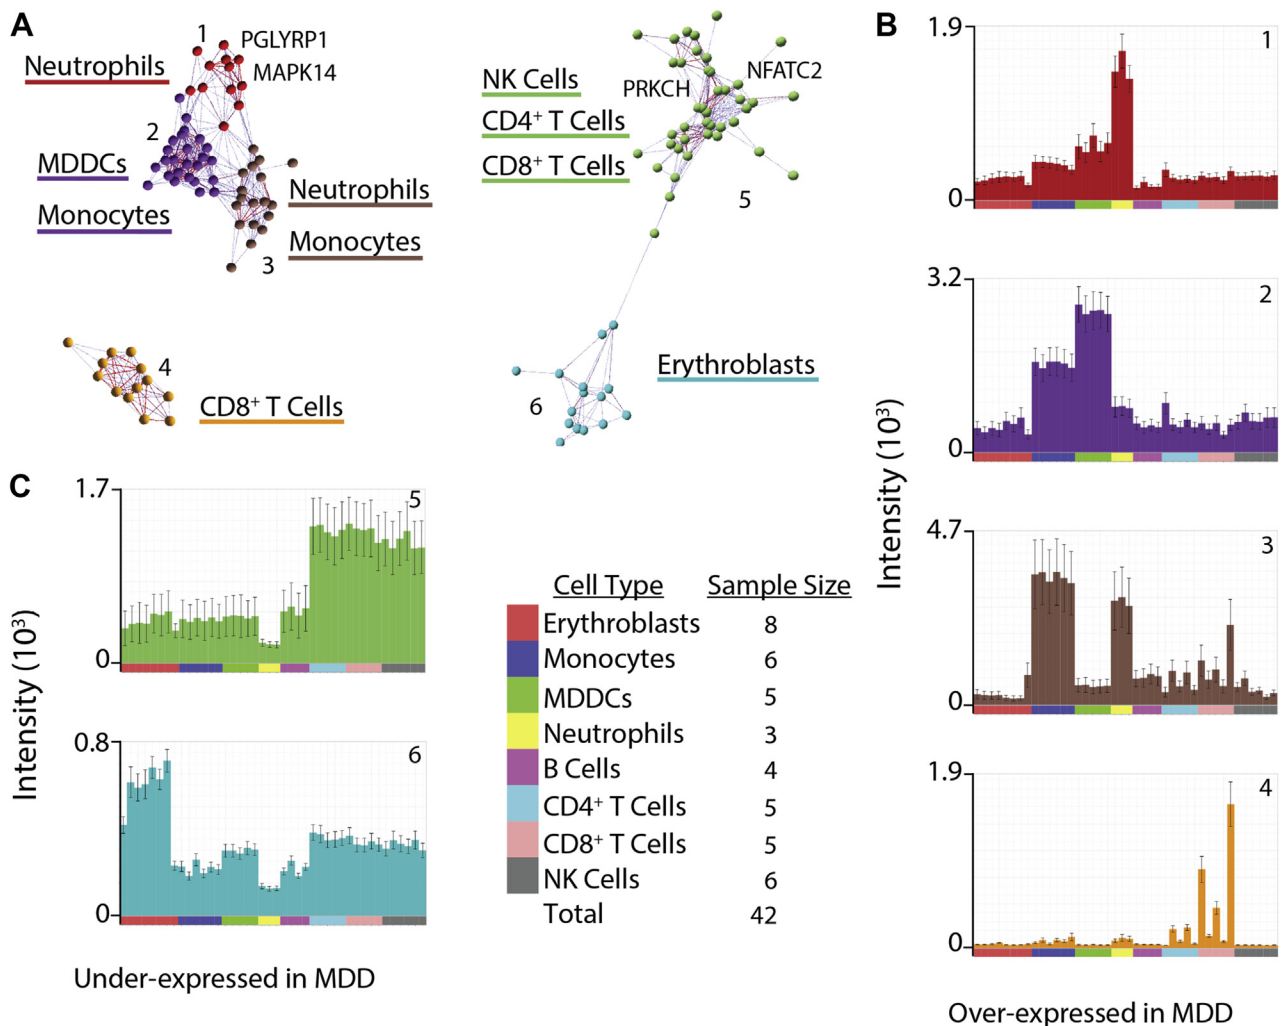 A
1
PGLYRP1
MAPK14
Neutrophils
2
MDDCs
Monocytes
Neutrophils
Monocytes
3
4
CD8+ T Cells
NK Cells
CD4+ T Cells
CD8+ T Cells
PRKCH
NFATC2
5
Erythroblasts
6
B
Intensity (10³)
1.9
0
1
3.2
0
2
4.7
0
3
1.9
0
4
Over-expressed in MDD
C
Intensity (10³)
1.7
0
5
0.8
0
6
Under-expressed in MDD
Cell Type Sample Size
Erythroblasts 8
Monocytes 6
MDDCs 5
Neutrophils 3
B Cells 4
CD4+ T Cells 5
CD8+ T Cells 5
NK Cells 6
Total 42